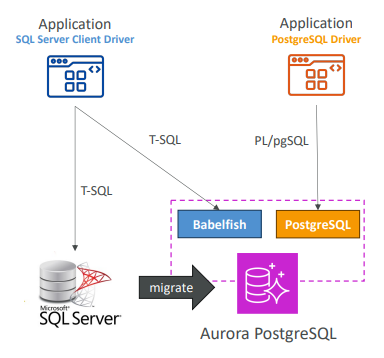 Application
SQL Server Client Driver
Application
PostgreSQL Driver
T-SQL
PL/pgSQL
T-SQL
Babelfish
PostgreSQL
migrate
Microsoft®
SQL Server®
Aurora PostgreSQL